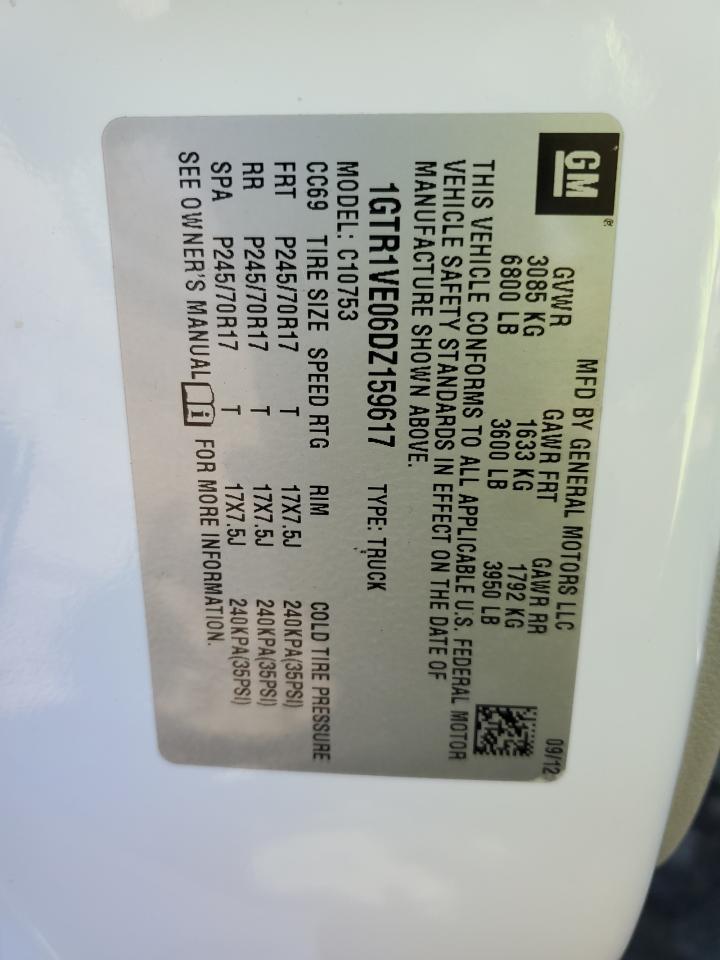 GM®
MFD BY GENERAL MOTORS LLC 09/12
GVWR GAWR FRT GAWR RR
3085 KG 1633 KG 1792 KG
6800 LB 3600 LB 3950 LB
THIS VEHICLE CONFORMS TO ALL APPLICABLE U.S. FEDERAL MOTOR
VEHICLE SAFETY STANDARDS IN EFFECT ON THE DATE OF
MANUFACTURE SHOWN ABOVE.
1GTR1VE06DZ159617 TYPE: TRUCK
MODEL: C10753
CC69 TIRE SIZE SPEED RTG RIM COLD TIRE PRESSURE
FRT P245/70R17 T 17X7.5J 240KPA(35PSI)
RR P245/70R17 T 17X7.5J 240KPA(35PSI)
SPA P245/70R17 T 17X7.5J 240KPA(35PSI)
SEE OWNER'S MANUAL i FOR MORE INFORMATION.